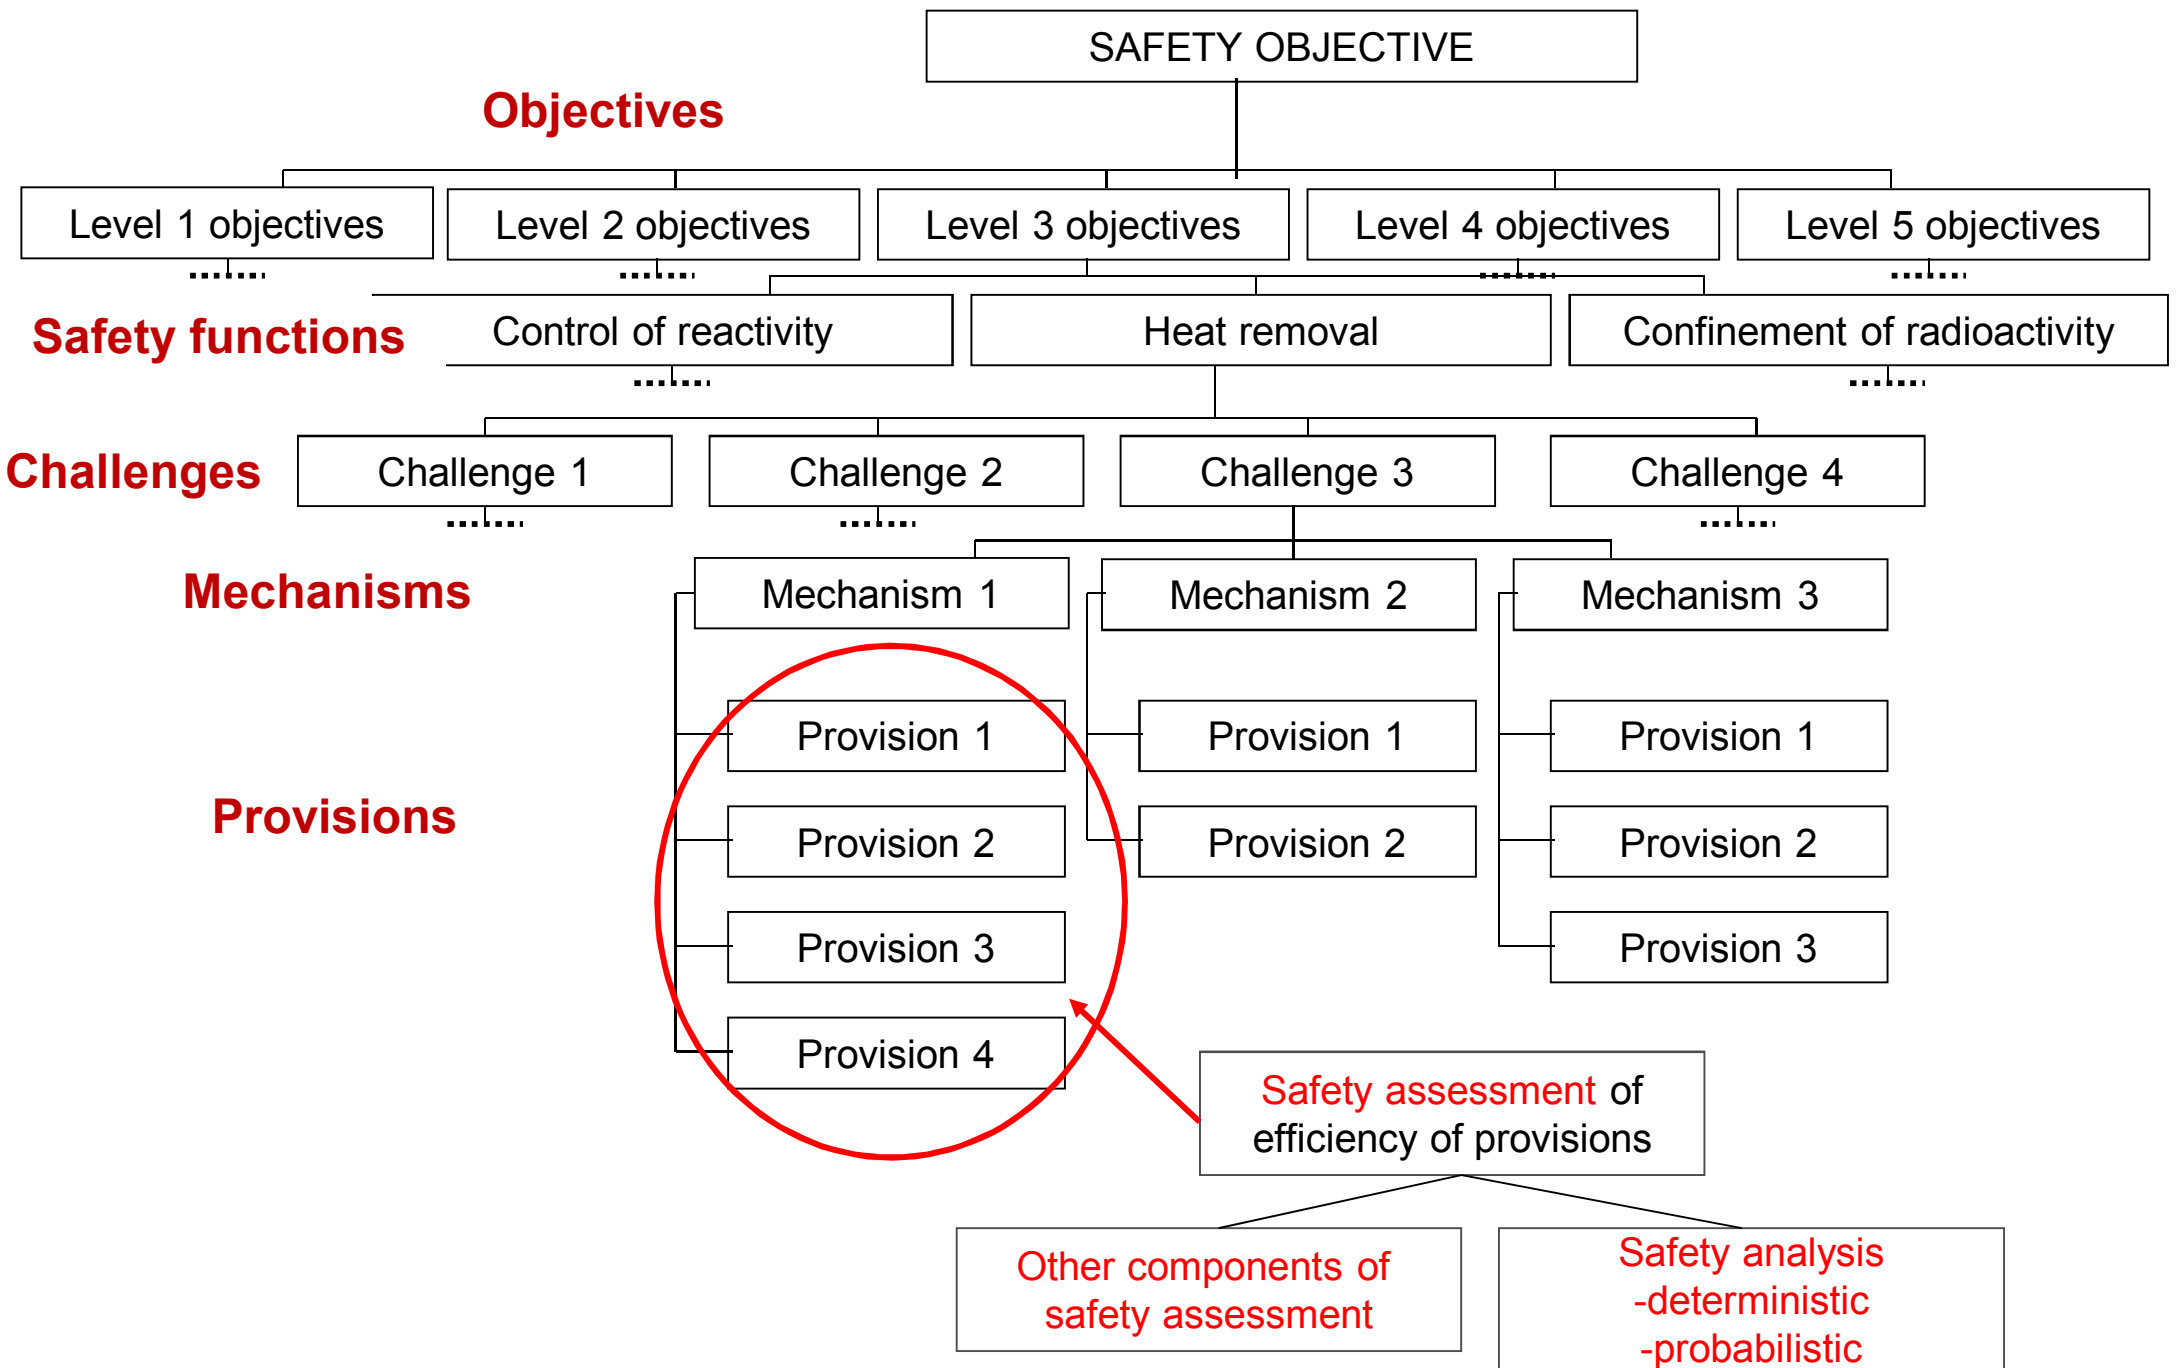 SAFETY OBJECTIVE
Objectives
Level 1 objectives
Level 2 objectives
Level 3 objectives
Level 4 objectives
Level 5 objectives
Safety functions
Control of reactivity
Heat removal
Confinement of radioactivity
Challenges
Challenge 1
Challenge 2
Challenge 3
Challenge 4
Mechanisms
Mechanism 1
Mechanism 2
Mechanism 3
Provisions
Provision 1
Provision 2
Provision 3
Provision 4
Provision 1
Provision 2
Provision 1
Provision 2
Provision 3
Safety assessment of
efficiency of provisions
Other components of
safety assessment
Safety analysis
-deterministic
-probabilistic